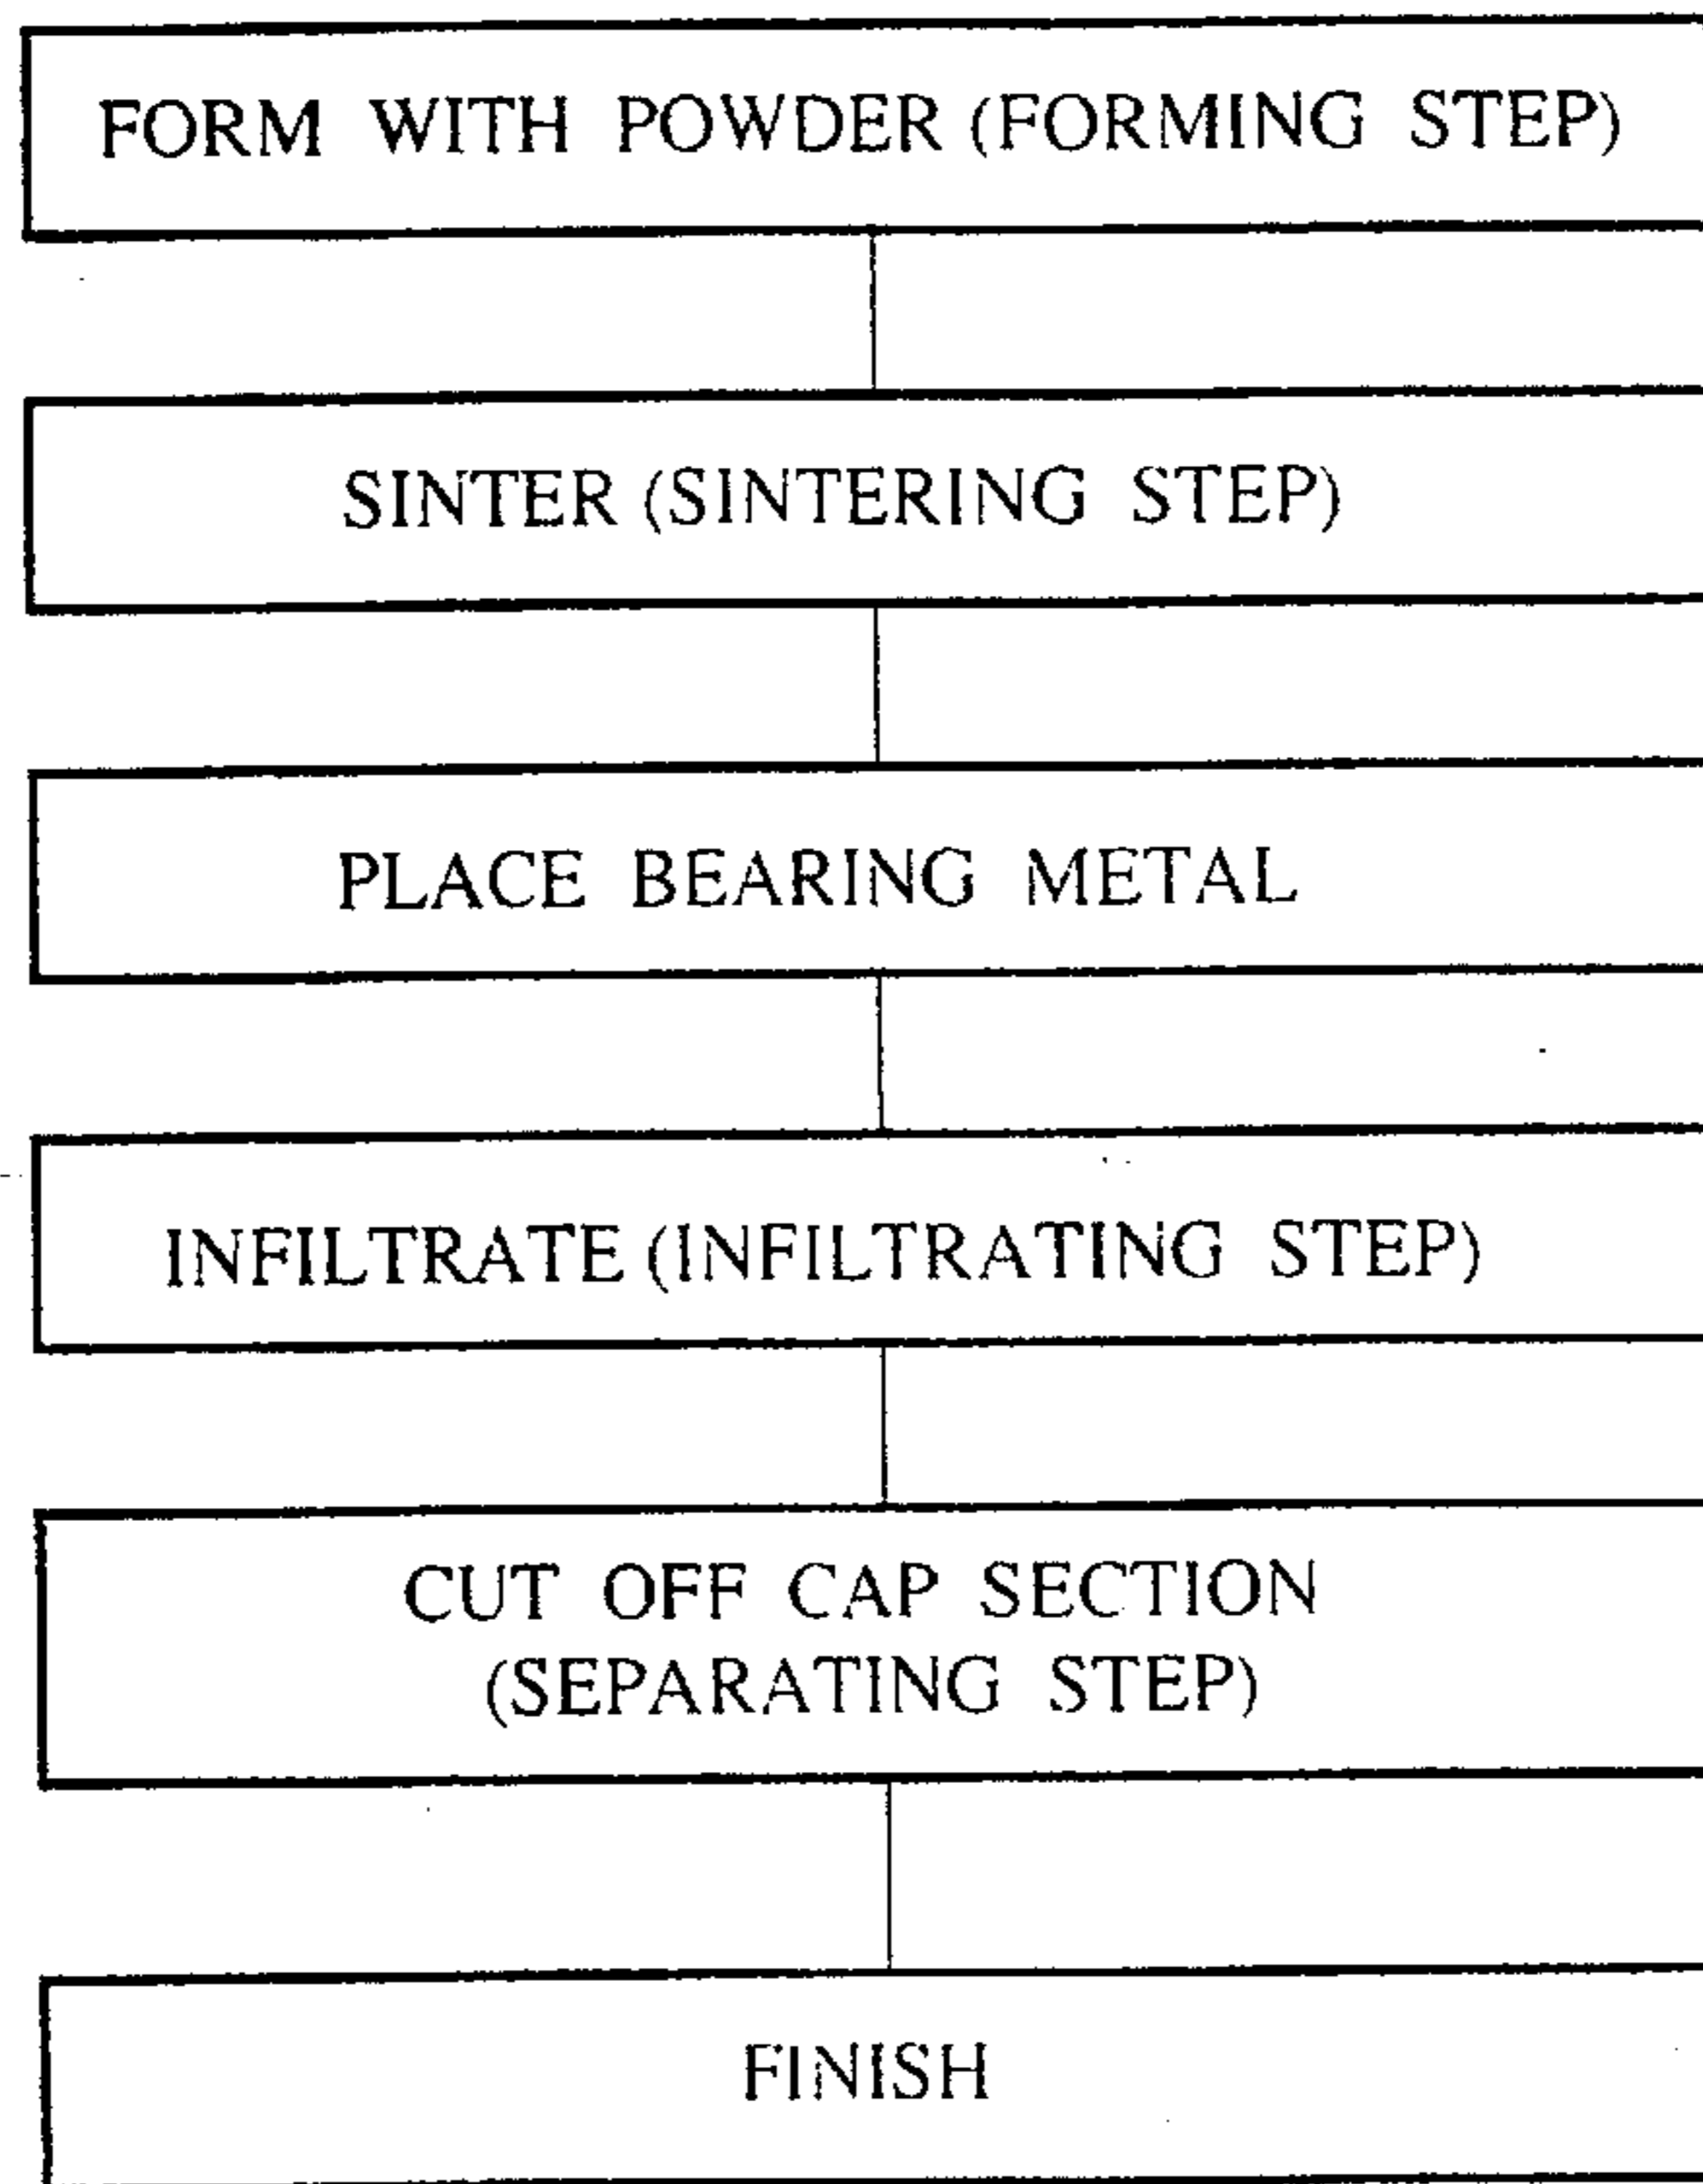 FORM WITH POWDER (FORMING STEP)
SINTER (SINTERING STEP)
PLACE BEARING METAL
INFILTRATE (INFILTRATING STEP)
CUT OFF CAP SECTION
(SEPARATING STEP)
FINISH